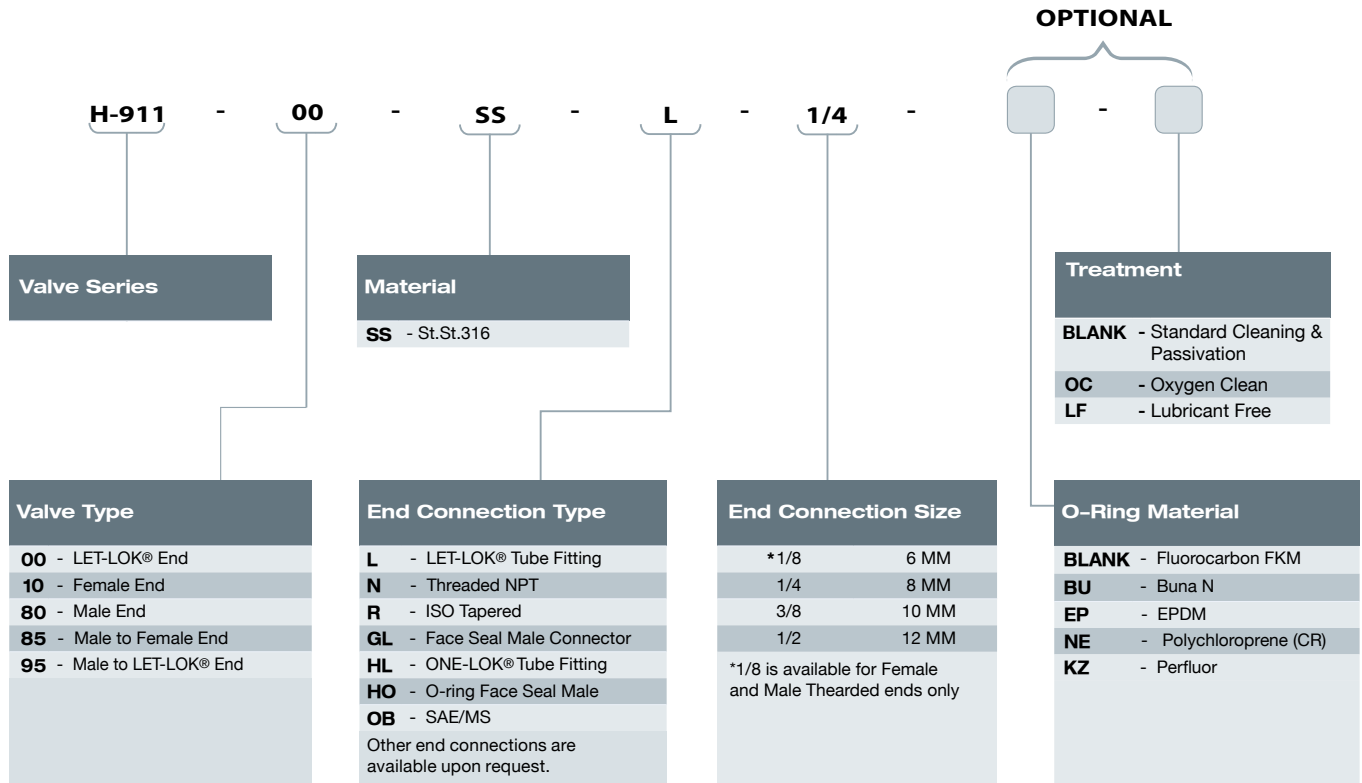 OPTIONAL
H-911 - 00 - SS - L - 1/4 - -
Valve Series
Material
SS - St.St.316
Treatment
BLANK - Standard Cleaning &
Passivation
OC - Oxygen Clean
LF - Lubricant Free
Valve Type
00 - LET-LOK® End
10 - Female End
80 - Male End
85 - Male to Female End
95 - Male to LET-LOK® End
End Connection Type
L - LET-LOK® Tube Fitting
N - Threaded NPT
R - ISO Tapered
GL - Face Seal Male Connector
HL - ONE-LOK® Tube Fitting
HO - O-ring Face Seal Male
OB - SAE/MS
Other end connections are
available upon request.
End Connection Size
*1/8 6 MM
1/4 8 MM
3/8 10 MM
1/2 12 MM
*1/8 is available for Female
and Male Thearded ends only
O-Ring Material
BLANK - Fluorocarbon FKM
BU - Buna N
EP - EPDM
NE - Polychloroprene (CR)
KZ - Perfluor